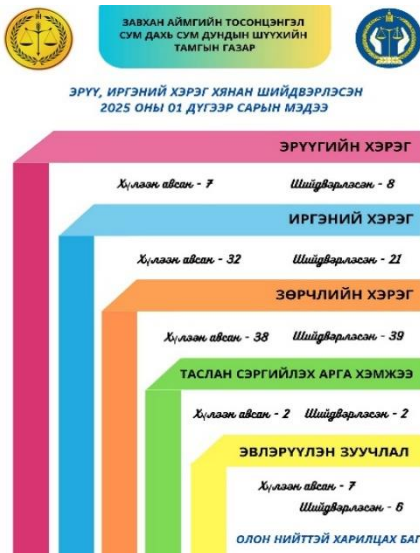 ЗАВХАН АЙМГИЙН ТОСОНЦЭНГЭЛ
СУМ ДАХЬ СУМ ДУНДЫН ШҮҮХИЙН
ТАМГЫН ГАЗАР
ЭРҮҮ, ИРГЭНИЙ ХЭРЭГ ХЯНАН ШИЙДВЭРЛЭСЭН
2025 ОНЫ 01 ДҮГЭЭР САРЫН МЭДЭЭ
ЭРҮҮГИЙН ХЭРЭГ
Хүлээн авсан - 7 Шийдвэрлэсэн - 8
ИРГЭНИЙ ХЭРЭГ
Хүлээн авсан - 32 Шийдвэрлэсэн - 21
ЗӨРЧЛИЙН ХЭРЭГ
Хүлээн авсан - 38 Шийдвэрлэсэн - 39
ТАСЛАН СЭРГИЙЛЭХ АРГА ХЭМЖЭЭ
Хүлээн авсан - 2 Шийдвэрлэсэн - 2
ЭВЛЭРҮҮЛЭН ЗУУЧЛАЛ
Хүлээн авсан - 7
Шийдвэрлэсэн - 6
ОЛОН НИЙТТЭЙ ХАРИЛЦАХ БАГ